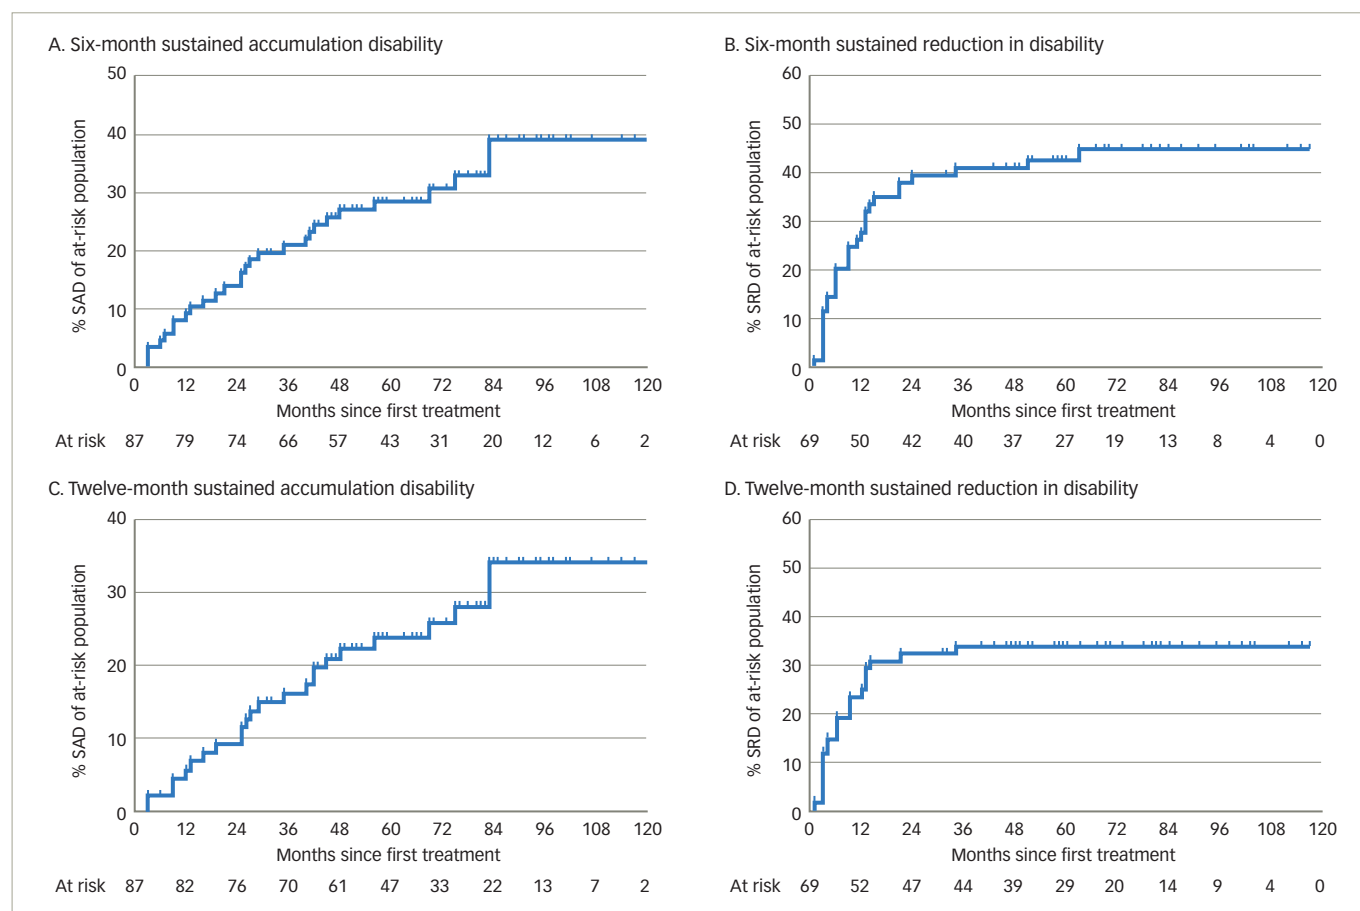 A. Six-month sustained accumulation disability
50
40
30
20
10
0
% SAD of at-risk population
0 12 24 36 48 60 72 84 96 108 120
Months since first treatment
At risk 87 79 74 66 57 43 31 20 12 6 2
B. Six-month sustained reduction in disability
60
50
40
30
20
10
0
% SRD of at-risk population
0 12 24 36 48 60 72 84 96 108 120
Months since first treatment
At risk 69 50 42 40 37 27 19 13 8 4 0
C. Twelve-month sustained accumulation disability
40
30
20
10
0
% SAD of at-risk population
0 12 24 36 48 60 72 84 96 108 120
Months since first treatment
At risk 87 82 76 70 61 47 33 22 13 7 2
D. Twelve-month sustained reduction in disability
60
50
40
30
20
10
0
% SRD of at-risk population
0 12 24 36 48 60 72 84 96 108 120
Months since first treatment
At risk 69 52 47 44 39 29 20 14 9 4 0